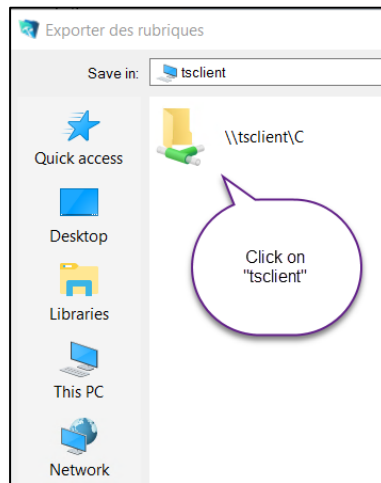 Exporter des rubriques
Save in: tsclient
Quick access
\\tsclient\C
Desktop
Click on
"tsclient"
Libraries
This PC
Network